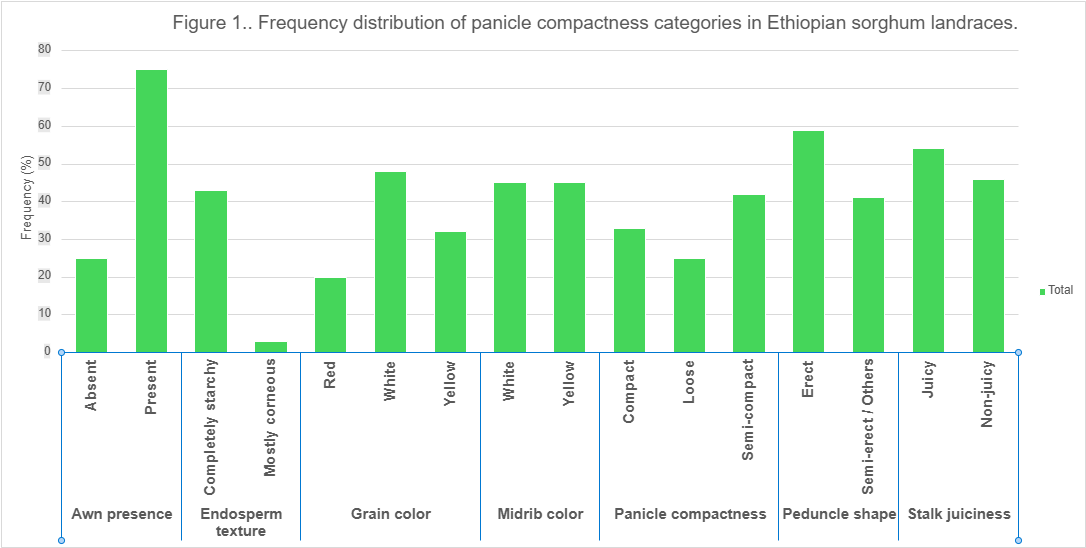 Figure 1.. Frequency distribution of panicle compactness categories in Ethiopian sorghum landraces.
80
70
60
50
40
30
20
10
0
Frequency (%)
Total
Absent
Present
Completely starchy
Mostly corneous
Red
White
Yellow
White
Yellow
Compact
Loose
Semi-compact
Erect
Semi-erect / Others
Juicy
Non-juicy
Awn presence
Endosperm
texture
Grain color
Midrib color
Panicle compactness
Peduncle shape
Stalk juiciness